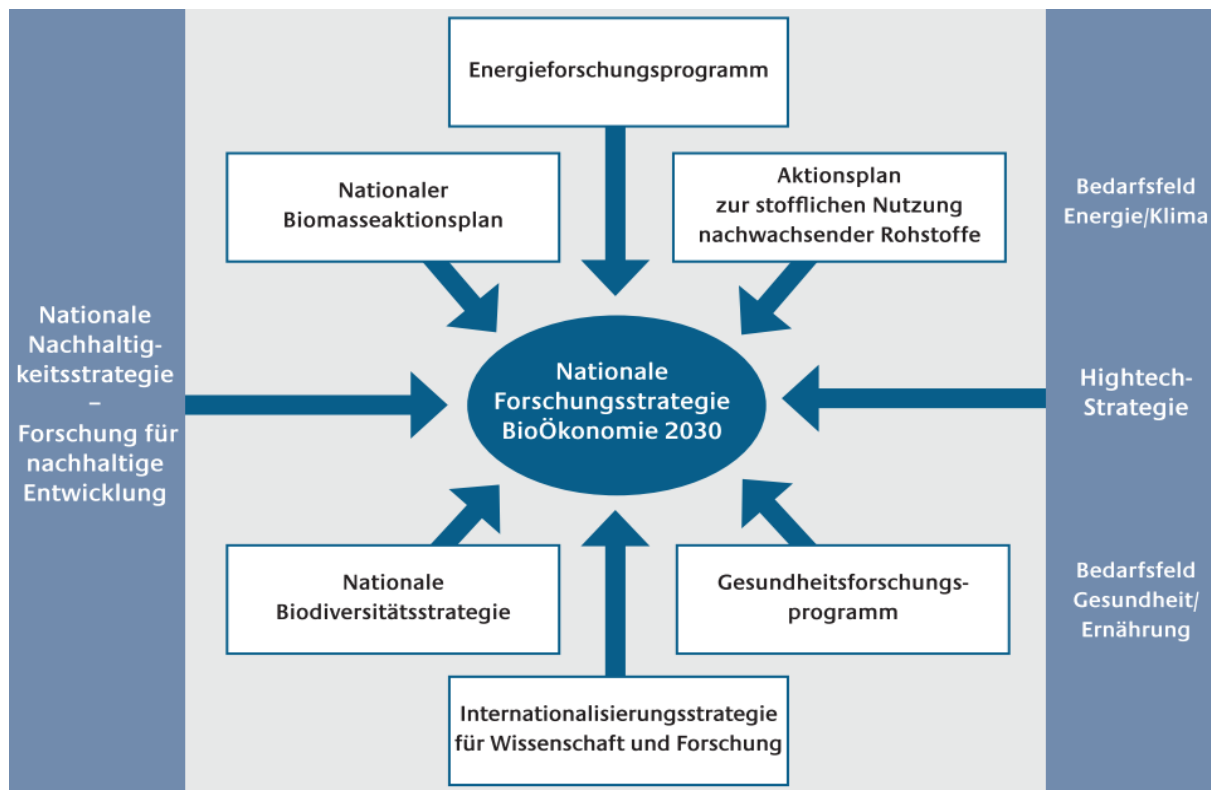 Energieforschungsprogramm
Nationaler
Biomasseaktionsplan
Aktionsplan
zur stofflichen Nutzung
nachwachsender Rohstoffe
Bedarfsfeld
Energie/Klima
Nationale
Nachhaltig-
keitsstrategie
–
Forschung für
nachhaltige
Entwicklung
Nationale
Forschungsstrategie
BioÖkonomie 2030
Hightech-
Strategie
Nationale
Biodiversitätsstrategie
Gesundheitsforschungs-
programm
Bedarfsfeld
Gesundheit/
Ernährung
Internationalisierungsstrategie
für Wissenschaft und Forschung